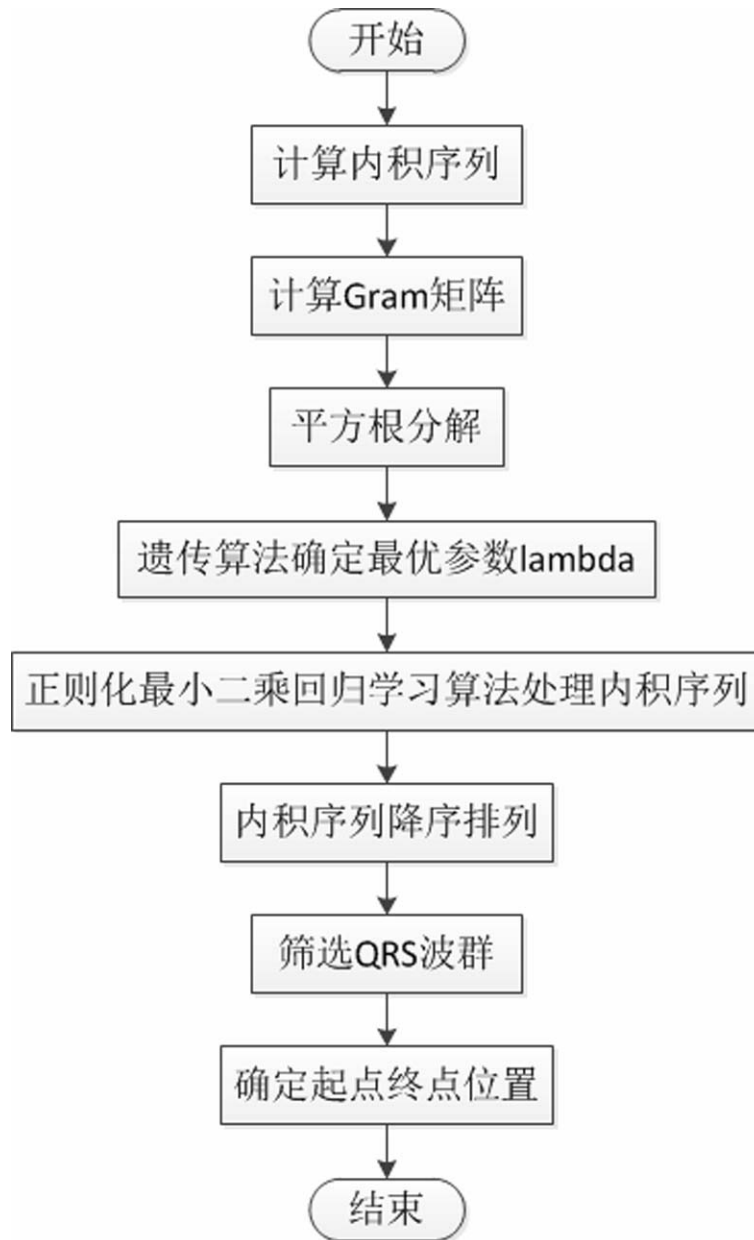 开始
计算内积序列
计算Gram矩阵
平方根分解
遗传算法确定最优参数lambda
正则化最小二乘回归学习算法处理内积序列
内积序列降序排列
筛选QRS波群
确定起点终点位置
结束